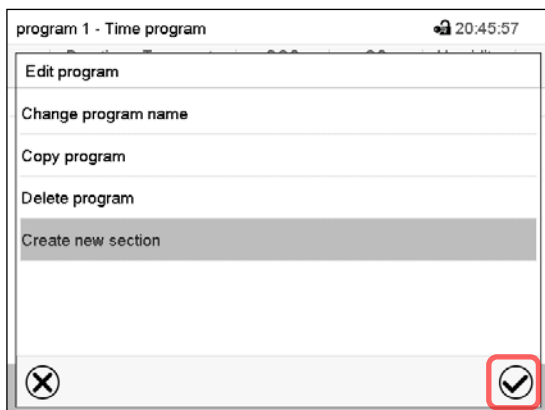 program 1 - Time program 20:45:57
Edit program
Change program name
Copy program
Delete program
Create new section